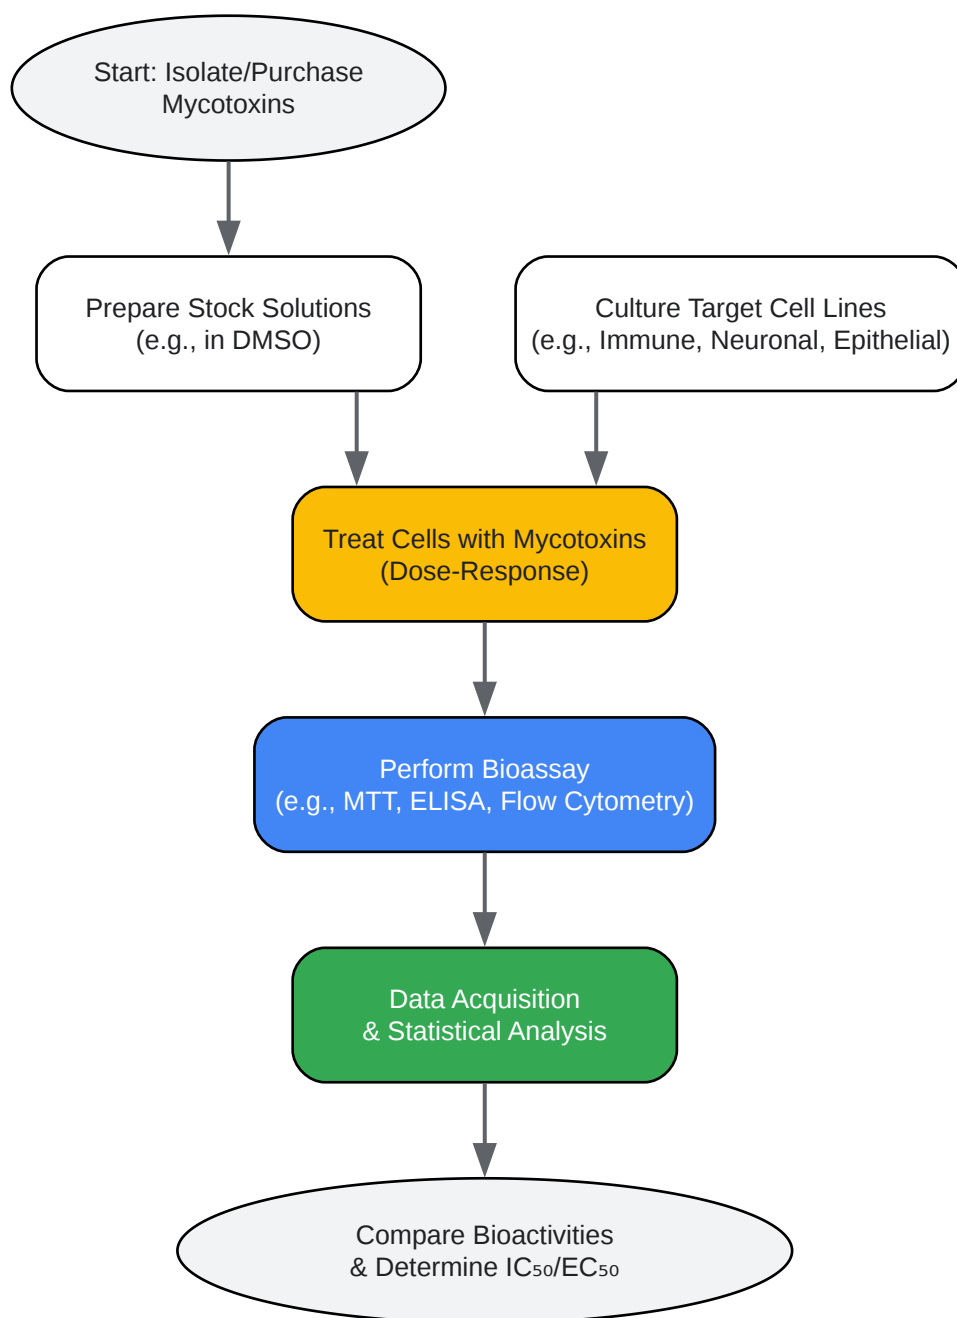 Start: Isolate/Purchase
Mycotoxins
Prepare Stock Solutions
(e.g., in DMSO)
Culture Target Cell Lines
(e.g., Immune, Neuronal, Epithelial)
Treat Cells with Mycotoxins
(Dose-Response)
Perform Bioassay
(e.g., MTT, ELISA, Flow Cytometry)
Data Acquisition
& Statistical Analysis
Compare Bioactivities
& Determine IC₅₀/EC₅₀